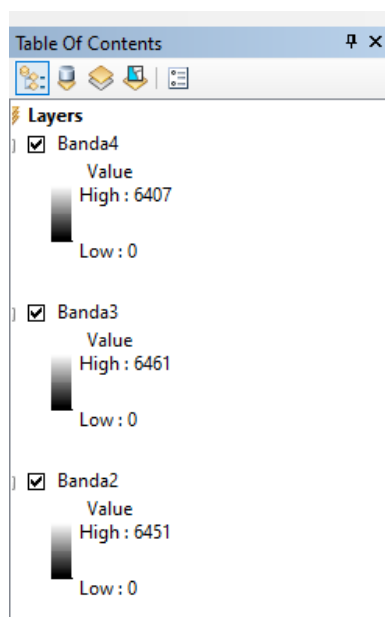 Table Of Contents
Layers
Banda4
Value
High : 6407
Low : 0
Banda3
Value
High : 6461
Low : 0
Banda2
Value
High : 6451
Low : 0